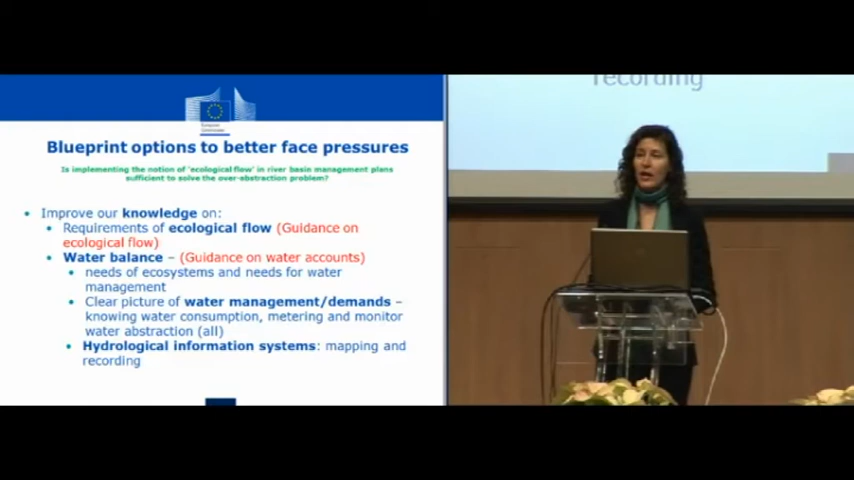 recording
European
Commission
Blueprint options to better face pressures
Is implementing the notion of 'ecological flow' in river basin management plans
sufficient to solve the over-abstraction problem?
• Improve our knowledge on:
• Requirements of ecological flow (Guidance on
ecological flow)
• Water balance – (Guidance on water accounts)
• needs of ecosystems and needs for water
management
• Clear picture of water management/demands –
knowing water consumption, metering and monitor
water abstraction (all)
• Hydrological information systems: mapping and
recording